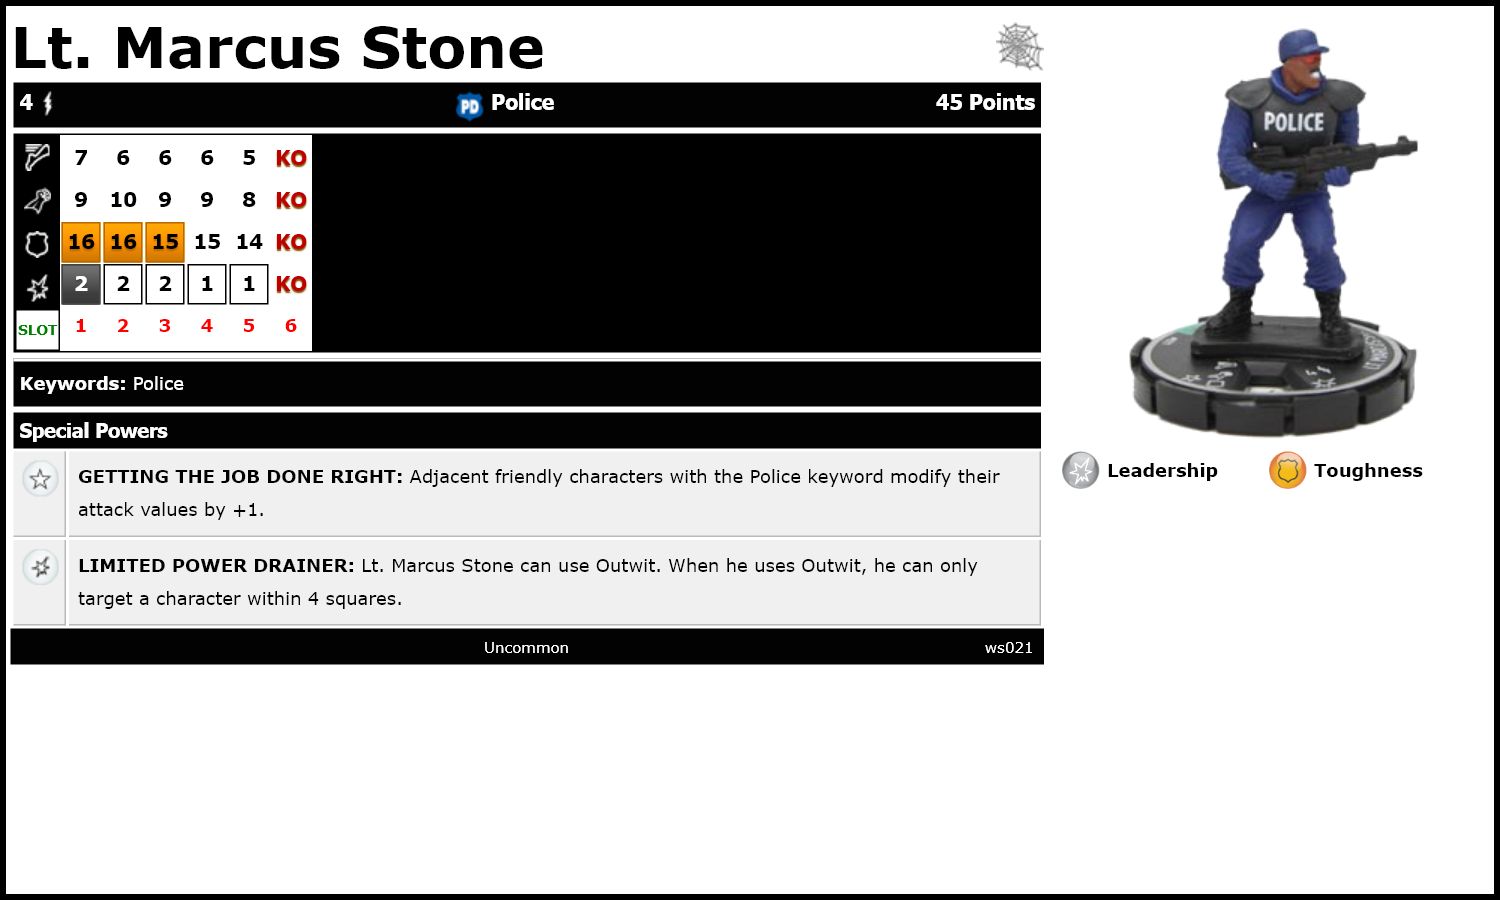 Lt. Marcus Stone
4 PD Police 45 Points
7 6 6 6 5 KO
9 10 9 9 8 KO
16 16 15 15 14 KO
2 2 2 1 1 KO
SLOT 1 2 3 4 5 6
Keywords: Police
Special Powers
GETTING THE JOB DONE RIGHT: Adjacent friendly characters with the Police keyword modify their
attack values by +1.
LIMITED POWER DRAINER: Lt. Marcus Stone can use Outwit. When he uses Outwit, he can only
target a character within 4 squares.
Uncommon ws021
POLICE
Leadership Toughness